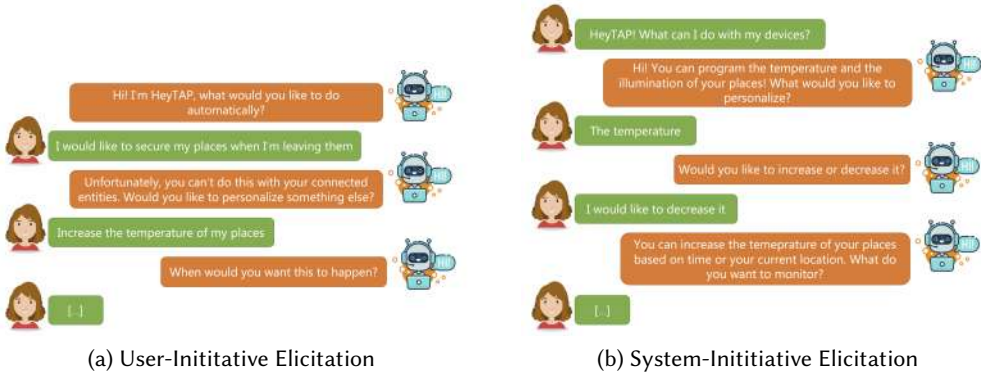 Hi! I'm HeyTAP, what would you like to do
automatically?
Hi!
I would like to secure my places when I'm leaving them
Unfortunately, you can't do this with your connected
entities. Would you like to personalize something else?
Hi!
Increase the temperature of my places
When would you want this to happen?
Hi!
[...]
(a) User-Inititative Elicitation
HeyTAP! What can I do with my devices?
Hi! You can program the temperature and the
illumination of your places! What would you like to
personalize?
Hi!
The temperature
Would you like to increase or decrease it?
Hi!
I would like to decrease it
You can increase the temeprature of your places
based on time or your current location. What do
you want to monitor?
Hi!
[...]
(b) System-Inititiative Elicitation